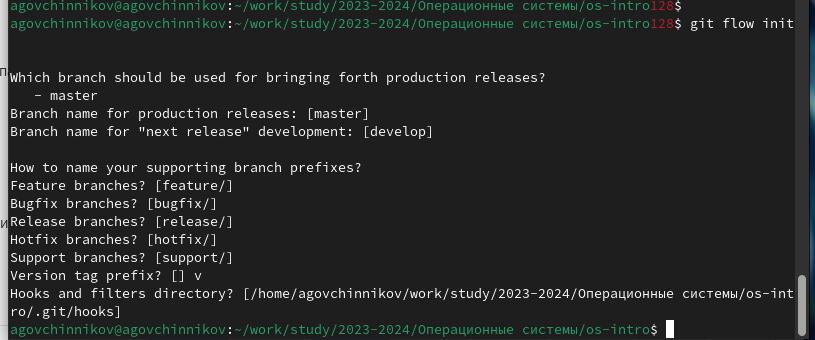 agovchinnikov@agovchinnikov:~/work/study/2023-2024/Операционные системы/os-intro128$
agovchinnikov@agovchinnikov:~/work/study/2023-2024/Операционные системы/os-intro128$ git flow init
Which branch should be used for bringing forth production releases?
- master
Branch name for production releases: [master]
Branch name for "next release" development: [develop]
How to name your supporting branch prefixes?
Feature branches? [feature/]
Bugfix branches? [bugfix/]
Release branches? [release/]
Hotfix branches? [hotfix/]
Support branches? [support/]
Version tag prefix? [] v
Hooks and filters directory? [/home/agovchinnikov/work/study/2023-2024/Операционные системы/os-int
ro/.git/hooks]
agovchinnikov@agovchinnikov:~/work/study/2023-2024/Операционные системы/os-intro$